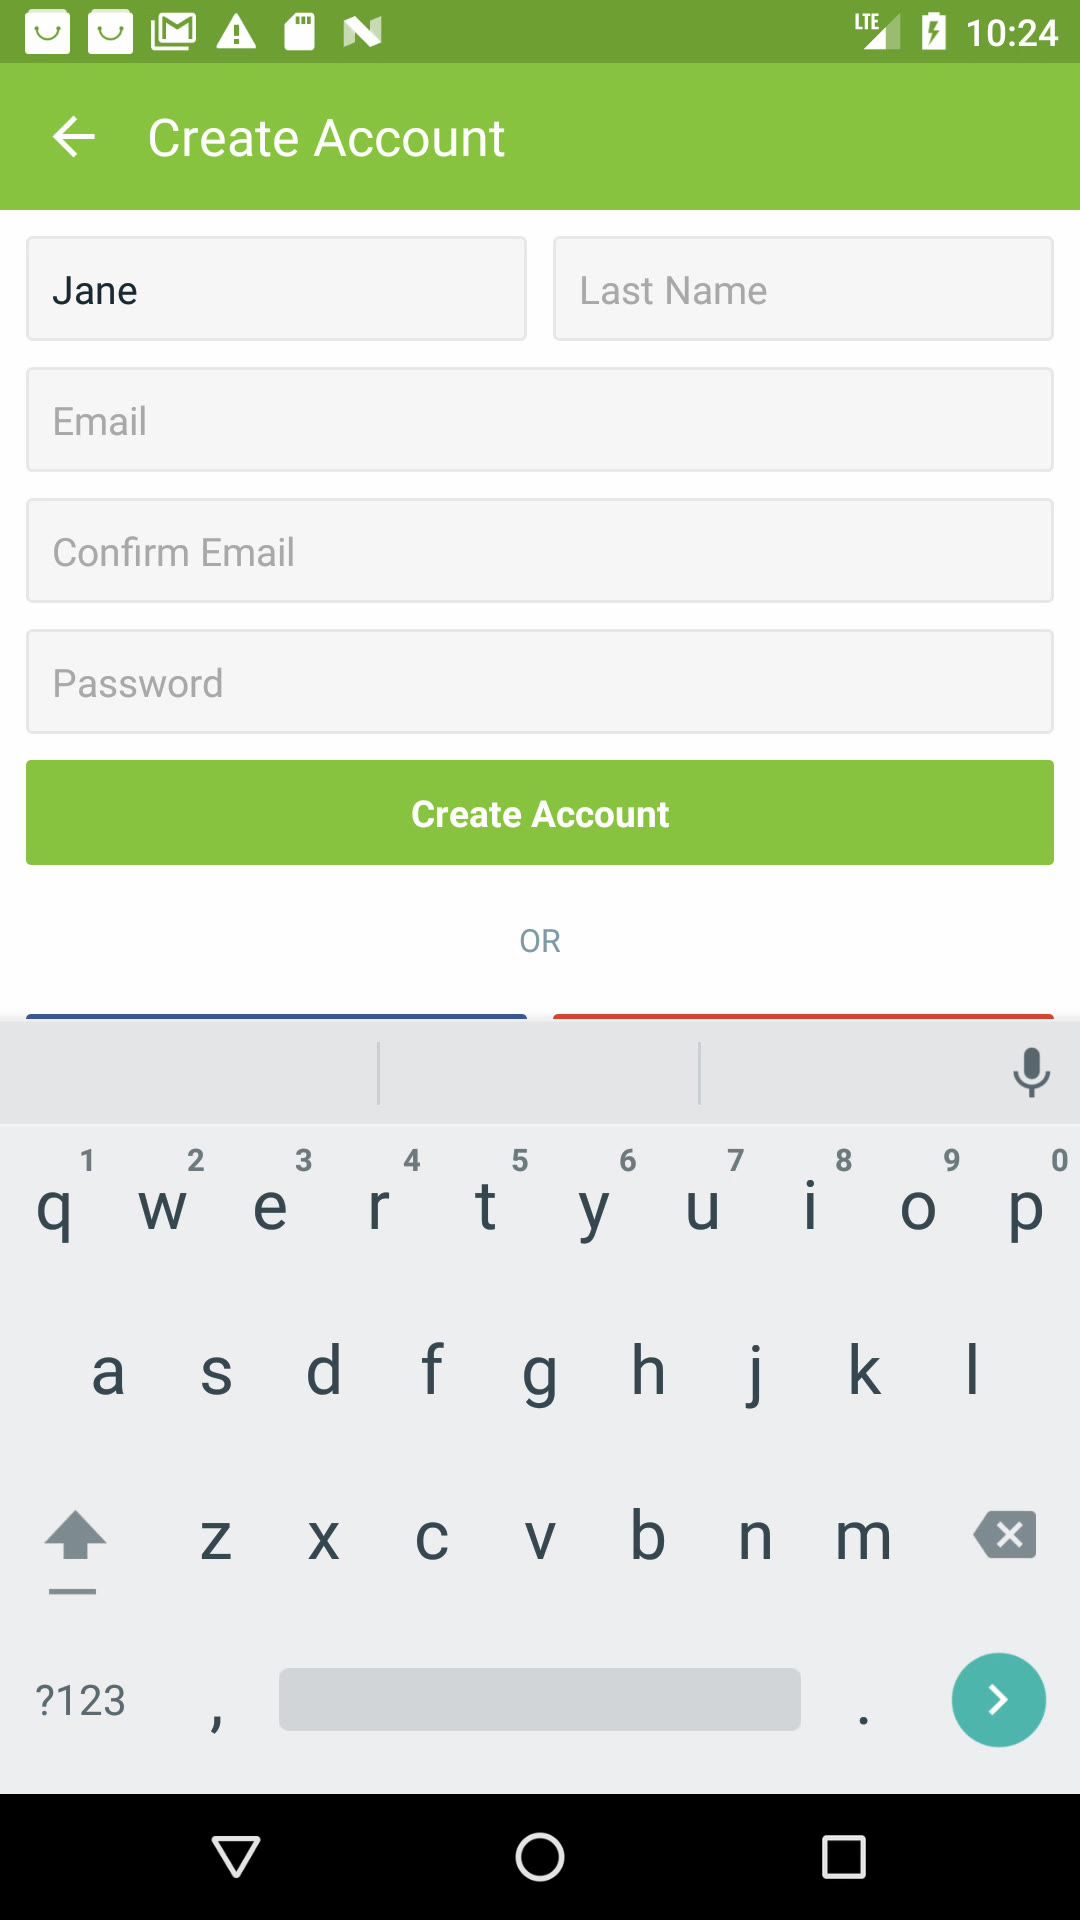 LTE 10:24
Create Account
Jane Last Name
Email
Confirm Email
Password
Create Account
OR
1 2 3 4 5 6 7 8 9 0
q w e r t y u i o p
a s d f g h j k l
z x c v b n m
?123 , .